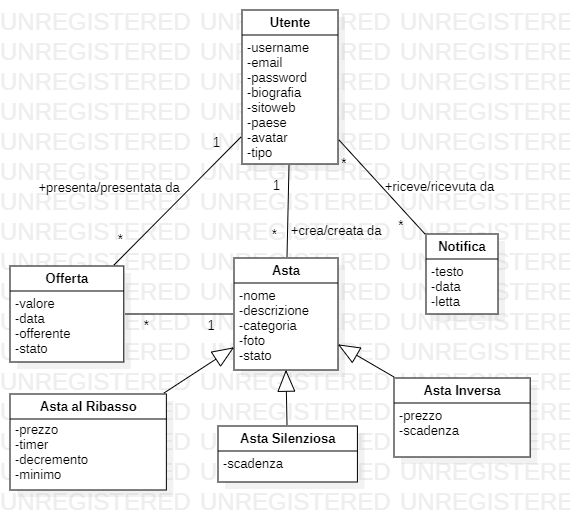 Utente
-username
-email
-password
-biografia
-sitoweb
-paese
-avatar
-tipo
1
1
*
+presenta/presentata da
+riceve/ricevuta da
*
*
+crea/creata da
*
Notifica
-testo
-data
-letta
Offerta
-valore
-data
-offerente
-stato
*
1
Asta
-nome
-descrizione
-categoria
-foto
-stato
Asta al Ribasso
-prezzo
-timer
-decremento
-minimo
Asta Silenziosa
-scadenza
Asta Inversa
-prezzo
-scadenza
UNREGISTERED